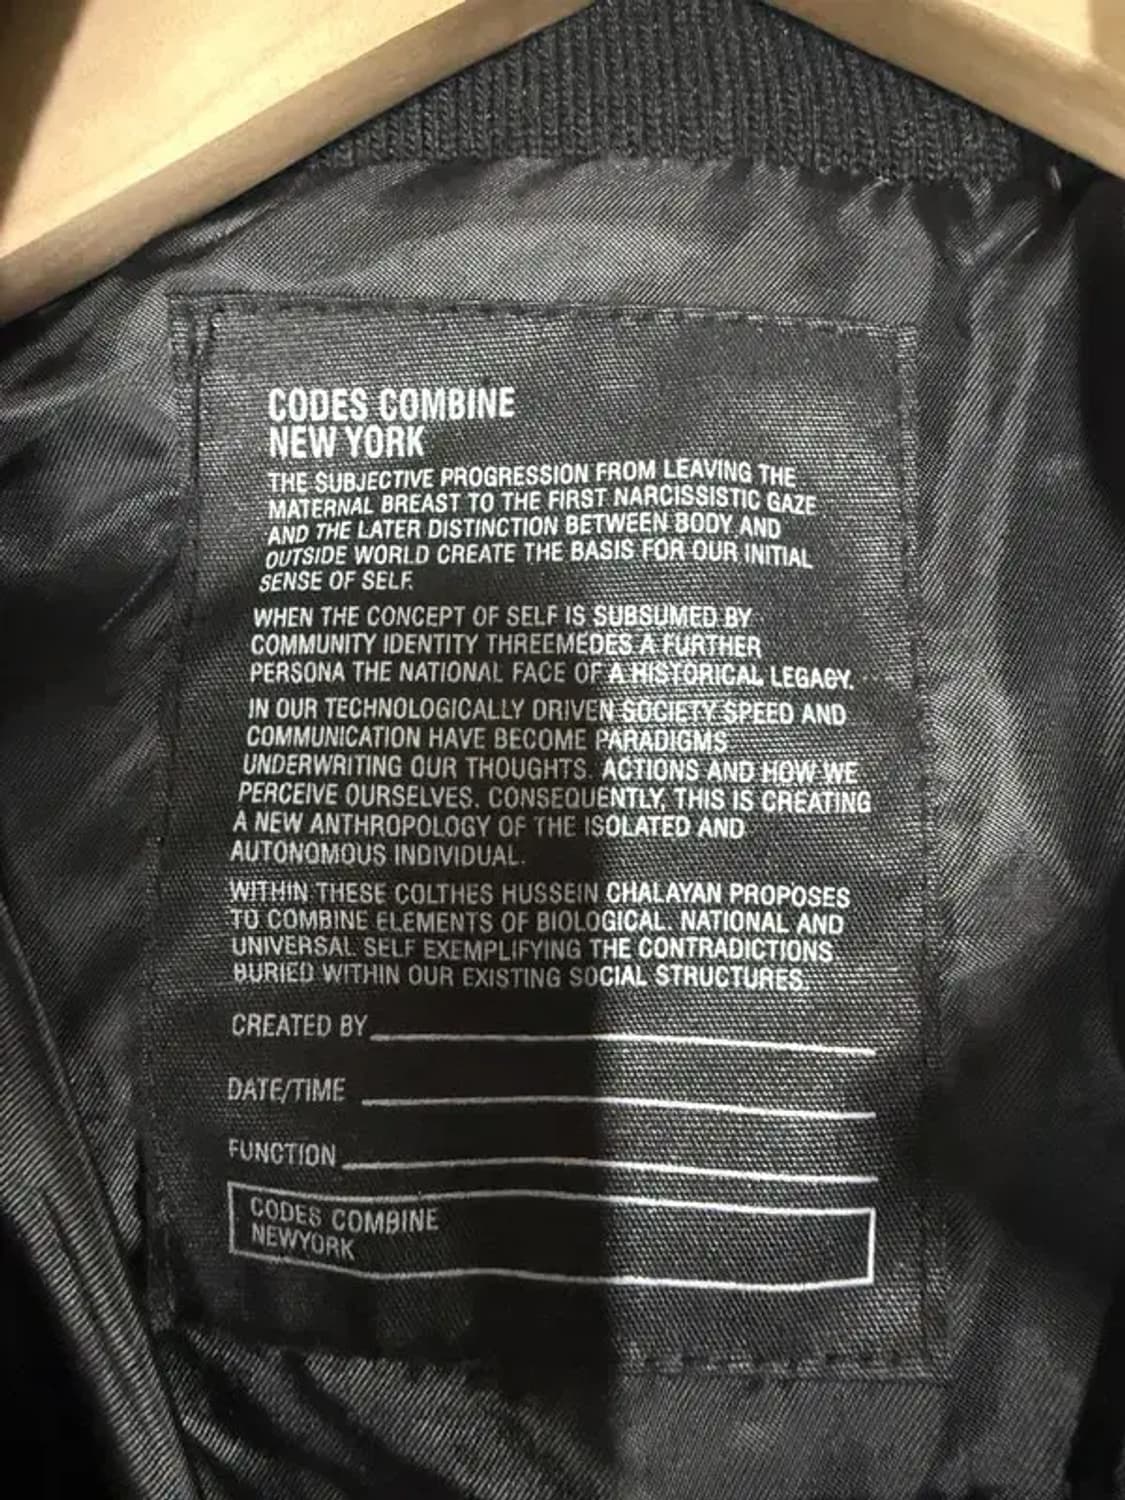 CODES COMBINE
NEW YORK
THE SUBJECTIVE PROGRESSION FROM LEAVING THE
MATERNAL BREAST TO THE FIRST NARCISSISTIC GAZE
AND THE LATER DISTINCTION BETWEEN BODY AND
OUTSIDE WORLD CREATE THE BASIS FOR OUR INITIAL
SENSE OF SELF.
WHEN THE CONCEPT OF SELF IS SUBSUMED BY
COMMUNITY IDENTITY THREEMEDES A FURTHER
PERSONA THE NATIONAL FACE OF A HISTORICAL LEGACY.
IN OUR TECHNOLOGICALLY DRIVEN SOCIETY SPEED AND
COMMUNICATION HAVE BECOME PARADIGMS
UNDERWRITING OUR THOUGHTS. ACTIONS AND HOW WE
PERCEIVE OURSELVES. CONSEQUENTLY, THIS IS CREATING
A NEW ANTHROPOLOGY OF THE ISOLATED AND
AUTONOMOUS INDIVIDUAL.
WITHIN THESE COLTHES HUSSEIN CHALAYAN PROPOSES
TO COMBINE ELEMENTS OF BIOLOGICAL. NATIONAL AND
UNIVERSAL SELF EXEMPLIFYING THE CONTRADICTIONS
BURIED WITHIN OUR EXISTING SOCIAL STRUCTURES.
CREATED BY
DATE/TIME
FUNCTION
CODES COMBINE
NEWYORK